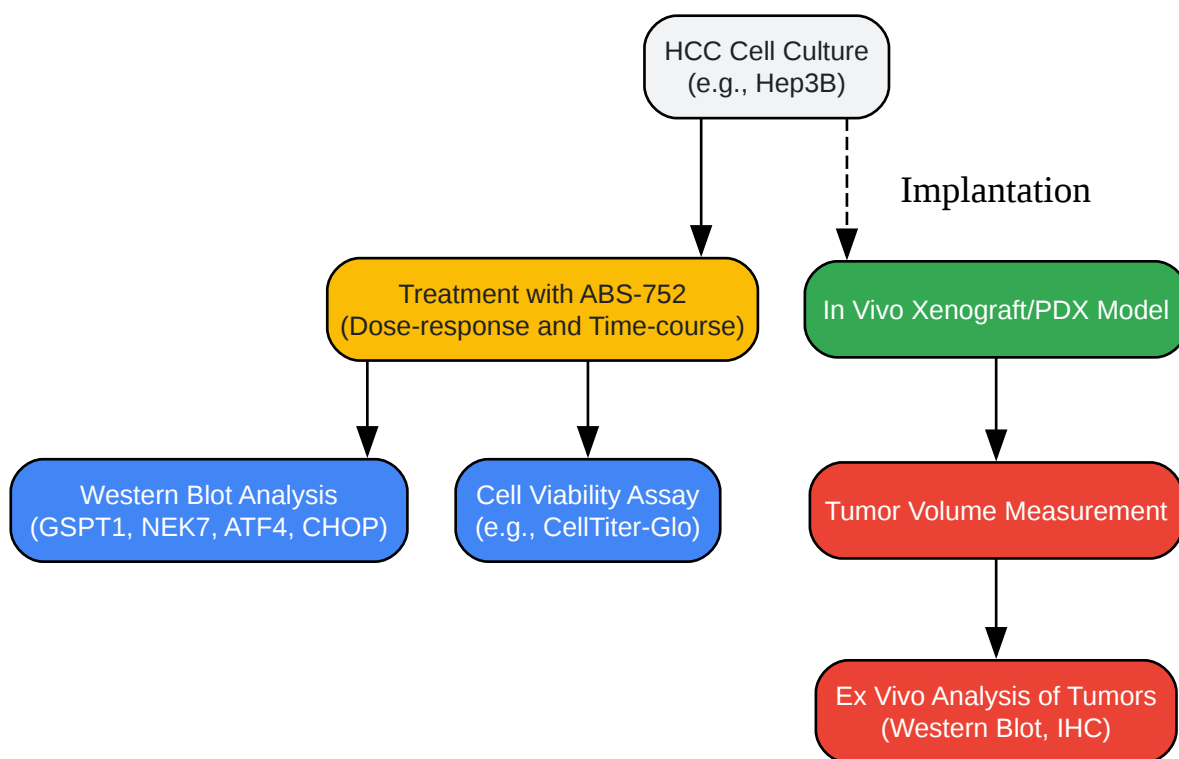 HCC Cell Culture
(e.g., Hep3B)
Implantation
Treatment with ABS-752
(Dose-response and Time-course)
In Vivo Xenograft/PDX Model
Western Blot Analysis
(GSPT1, NEK7, ATF4, CHOP)
Cell Viability Assay
(e.g., CellTiter-Glo)
Tumor Volume Measurement
Ex Vivo Analysis of Tumors
(Western Blot, IHC)